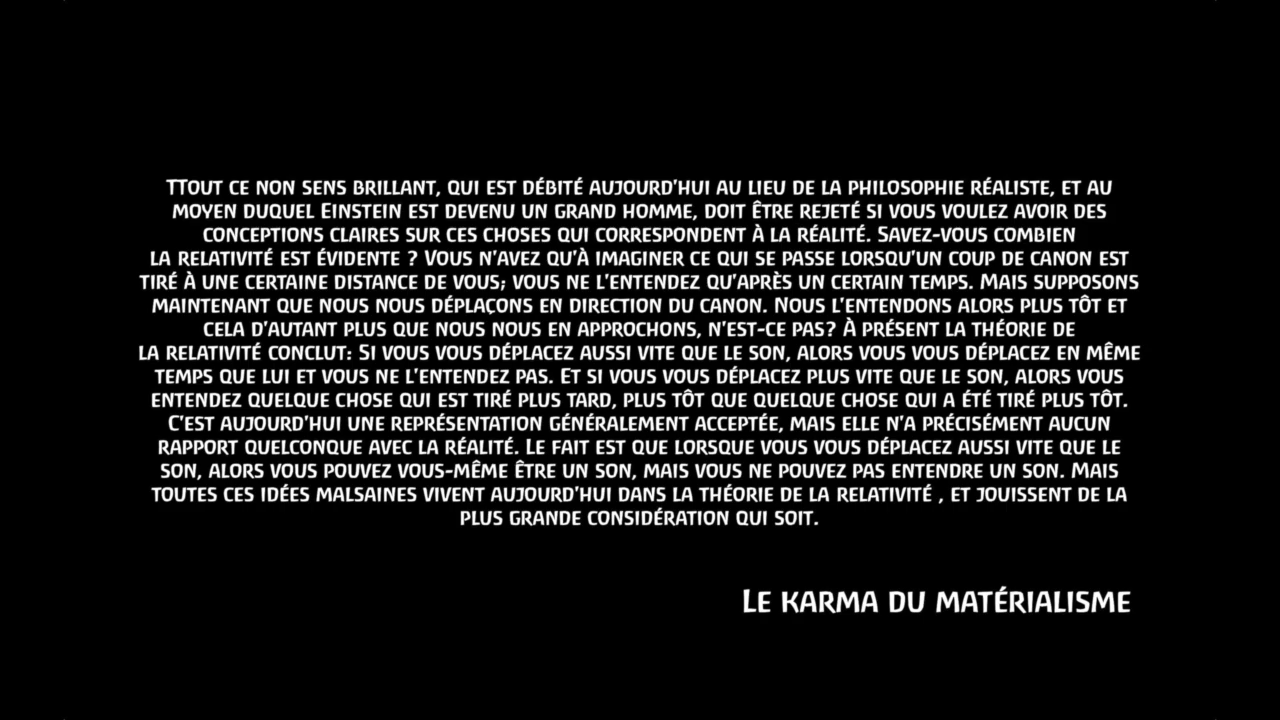 TTout ce non sens brillant, qui est débité aujourd'hui au lieu de la philosophie réaliste, et au
moyen duquel Einstein est devenu un grand homme, doit être rejeté si vous voulez avoir des
conceptions claires sur ces choses qui correspondent à la réalité. Savez-vous combien
la relativité est évidente ? Vous n'avez qu'à imaginer ce qui se passe lorsqu'un coup de canon est
tiré à une certaine distance de vous; vous ne l'entendez qu'après un certain temps. Mais supposons
maintenant que nous nous déplaçons en direction du canon. Nous l'entendons alors plus tôt et
cela d'autant plus que nous nous en approchons, n'est-ce pas? À présent la théorie de
la relativité conclut: Si vous vous déplacez aussi vite que le son, alors vous vous déplacez en même
temps que lui et vous ne l'entendez pas. Et si vous vous déplacez plus vite que le son, alors vous
entendez quelque chose qui est tiré plus tard, plus tôt que quelque chose qui a été tiré plus tôt.
C'est aujourd'hui une représentation généralement acceptée, mais elle n'a précisément aucun
rapport quelconque avec la réalité. Le fait est que lorsque vous vous déplacez aussi vite que le
son, alors vous pouvez vous-même être un son, mais vous ne pouvez pas entendre un son. Mais
toutes ces idées malsaines vivent aujourd'hui dans la théorie de la relativité , et jouissent de la
plus grande considération qui soit.
Le karma du matérialisme